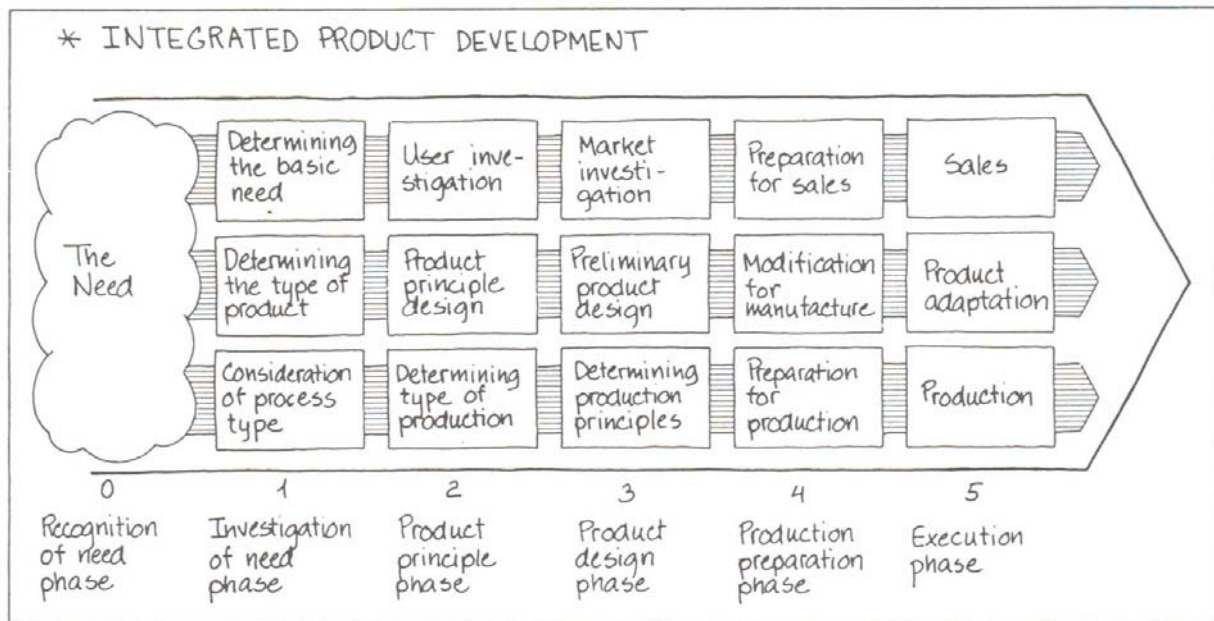 * INTEGRATED PRODUCT DEVELOPMENT
The
Need
Determining
the basic
need
User inve-
stigation
Market
investi-
gation
Preparation
for sales
Sales
Determining
the type of
product
Product
principle
design
Preliminary
product
design
Modification
for
manufacture
Product
adaptation
Consideration
of process
type
Determining
type of
production
Determining
production
principles
Preparation
for
production
Production
0
Recognition
of need
phase
1
Investigation
of need
phase
2
Product
principle
phase
3
Product
design
phase
4
Production
preparation
phase
5
Execution
phase